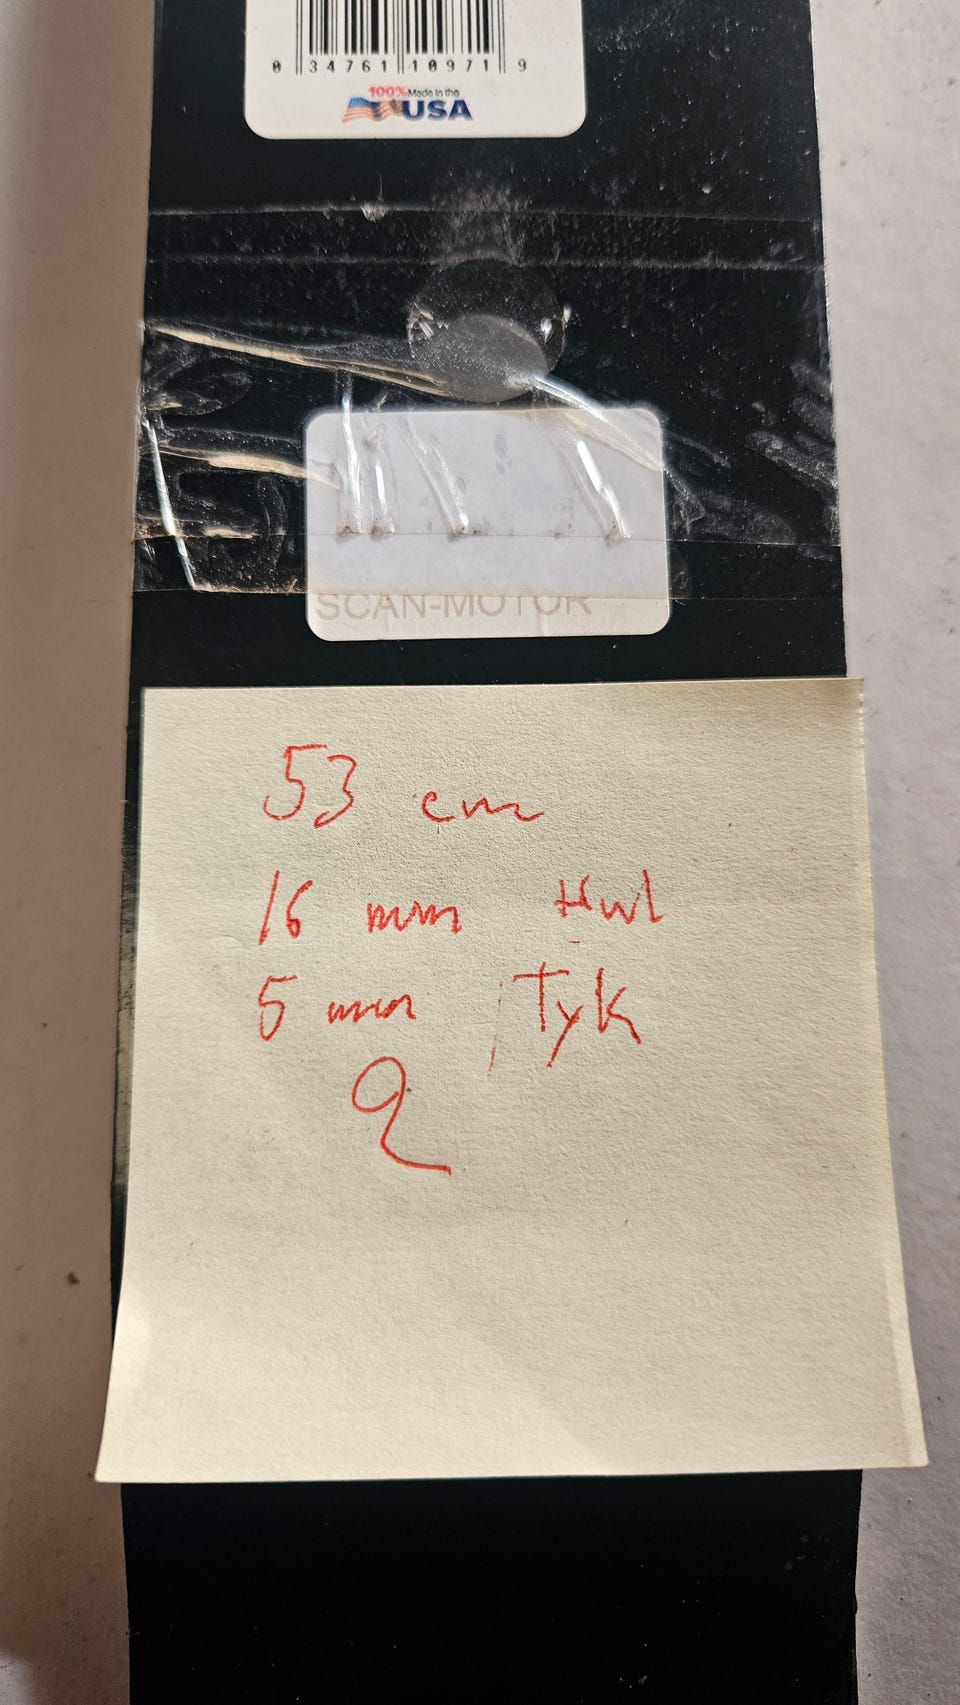 0 34761 10971 9
100% Made in the
USA
SCAN-MOTOR
53 cm
16 mm Hul
5 mm Tyk